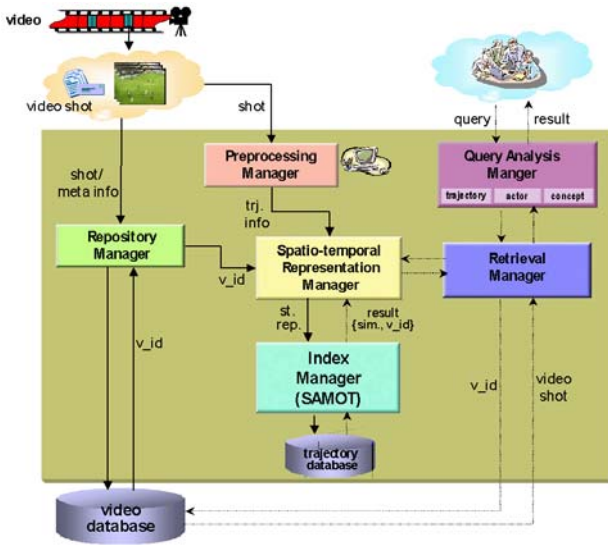 video
video shot
shot
query
result
shot/
meta info
Preprocessing
Manager
Query Analysis
Manger
trajectory
actor
concept
trj.
info
Repository
Manager
v_id
Spatio-temporal
Representation
Manager
Retrieval
Manager
st.
rep.
result
{sim., v_id}
v_id
Index
Manager
(SAMOT)
v_id
video
shot
trajectory
database
video
database